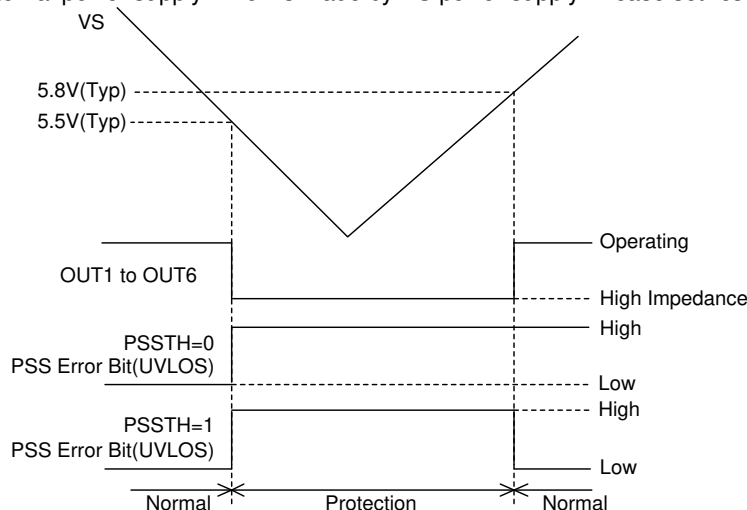 VS
5.8V(Typ)
5.5V(Typ)
OUT1 to OUT6
Operating
High Impedance
PSSTH=0
PSS Error Bit(UVLOS)
High
Low
PSSTH=1
PSS Error Bit(UVLOS)
High
Low
Normal
Protection
Normal